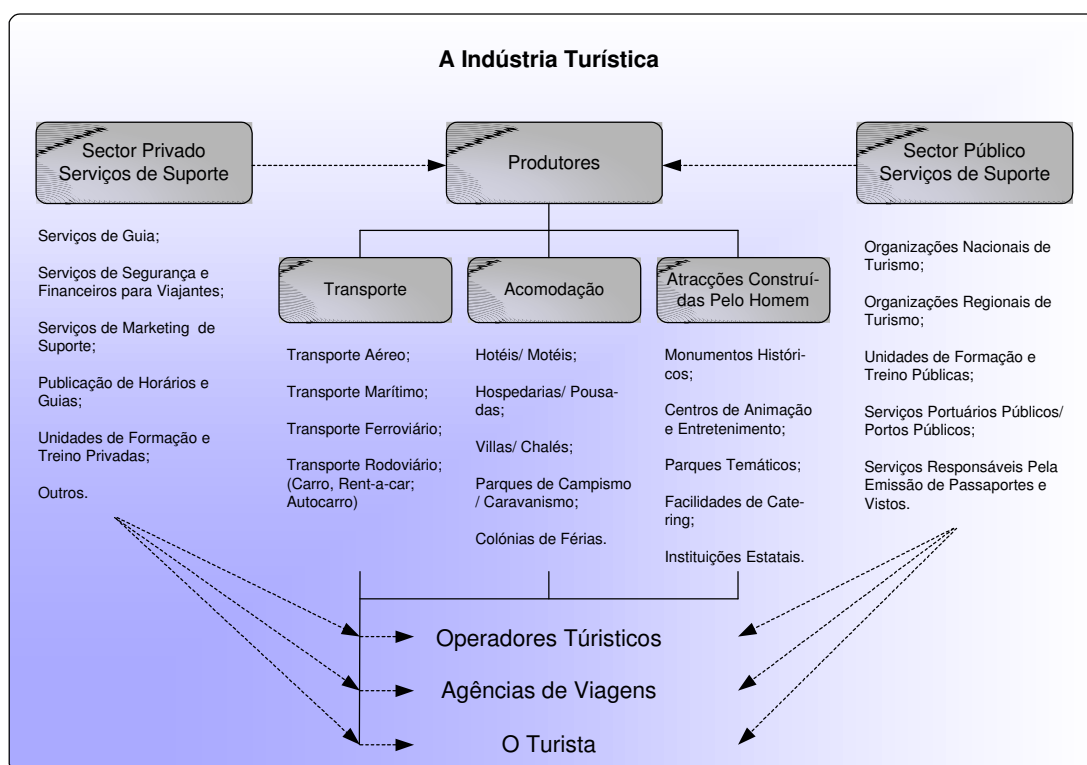 A Indústria Turística
Sector Privado
Serviços de Suporte
Produtores
Sector Público
Serviços de Suporte
Serviços de Guia;
Serviços de Segurança e
Financeiros para Viajantes;
Serviços de Marketing de
Suporte;
Publicação de Horários e
Guias;
Unidades de Formação e
Treino Privadas;
Outros.
Transporte
Transporte Aéreo;
Transporte Marítimo;
Transporte Ferroviário;
Transporte Rodoviário;
(Carro, Rent-a-car;
Autocarro)
Acomodação
Hotéis/ Motéis;
Hospedarias/ Pousa-
das;
Villas/ Chalés;
Parques de Campismo
/ Caravanismo;
Colónias de Férias.
Atracções Construí-
das Pelo Homem
Monumentos Históri-
cos;
Centros de Animação
e Entretenimento;
Parques Temáticos;
Facilidades de Cate-
ring;
Instituições Estatais.
Organizações Nacionais de
Turismo;
Organizações Regionais de
Turismo;
Unidades de Formação e
Treino Públicas;
Serviços Portuários Públicos/
Portos Públicos;
Serviços Responsáveis Pela
Emissão de Passaportes e
Vistos.
Operadores Túristicos
Agências de Viagens
O Turista